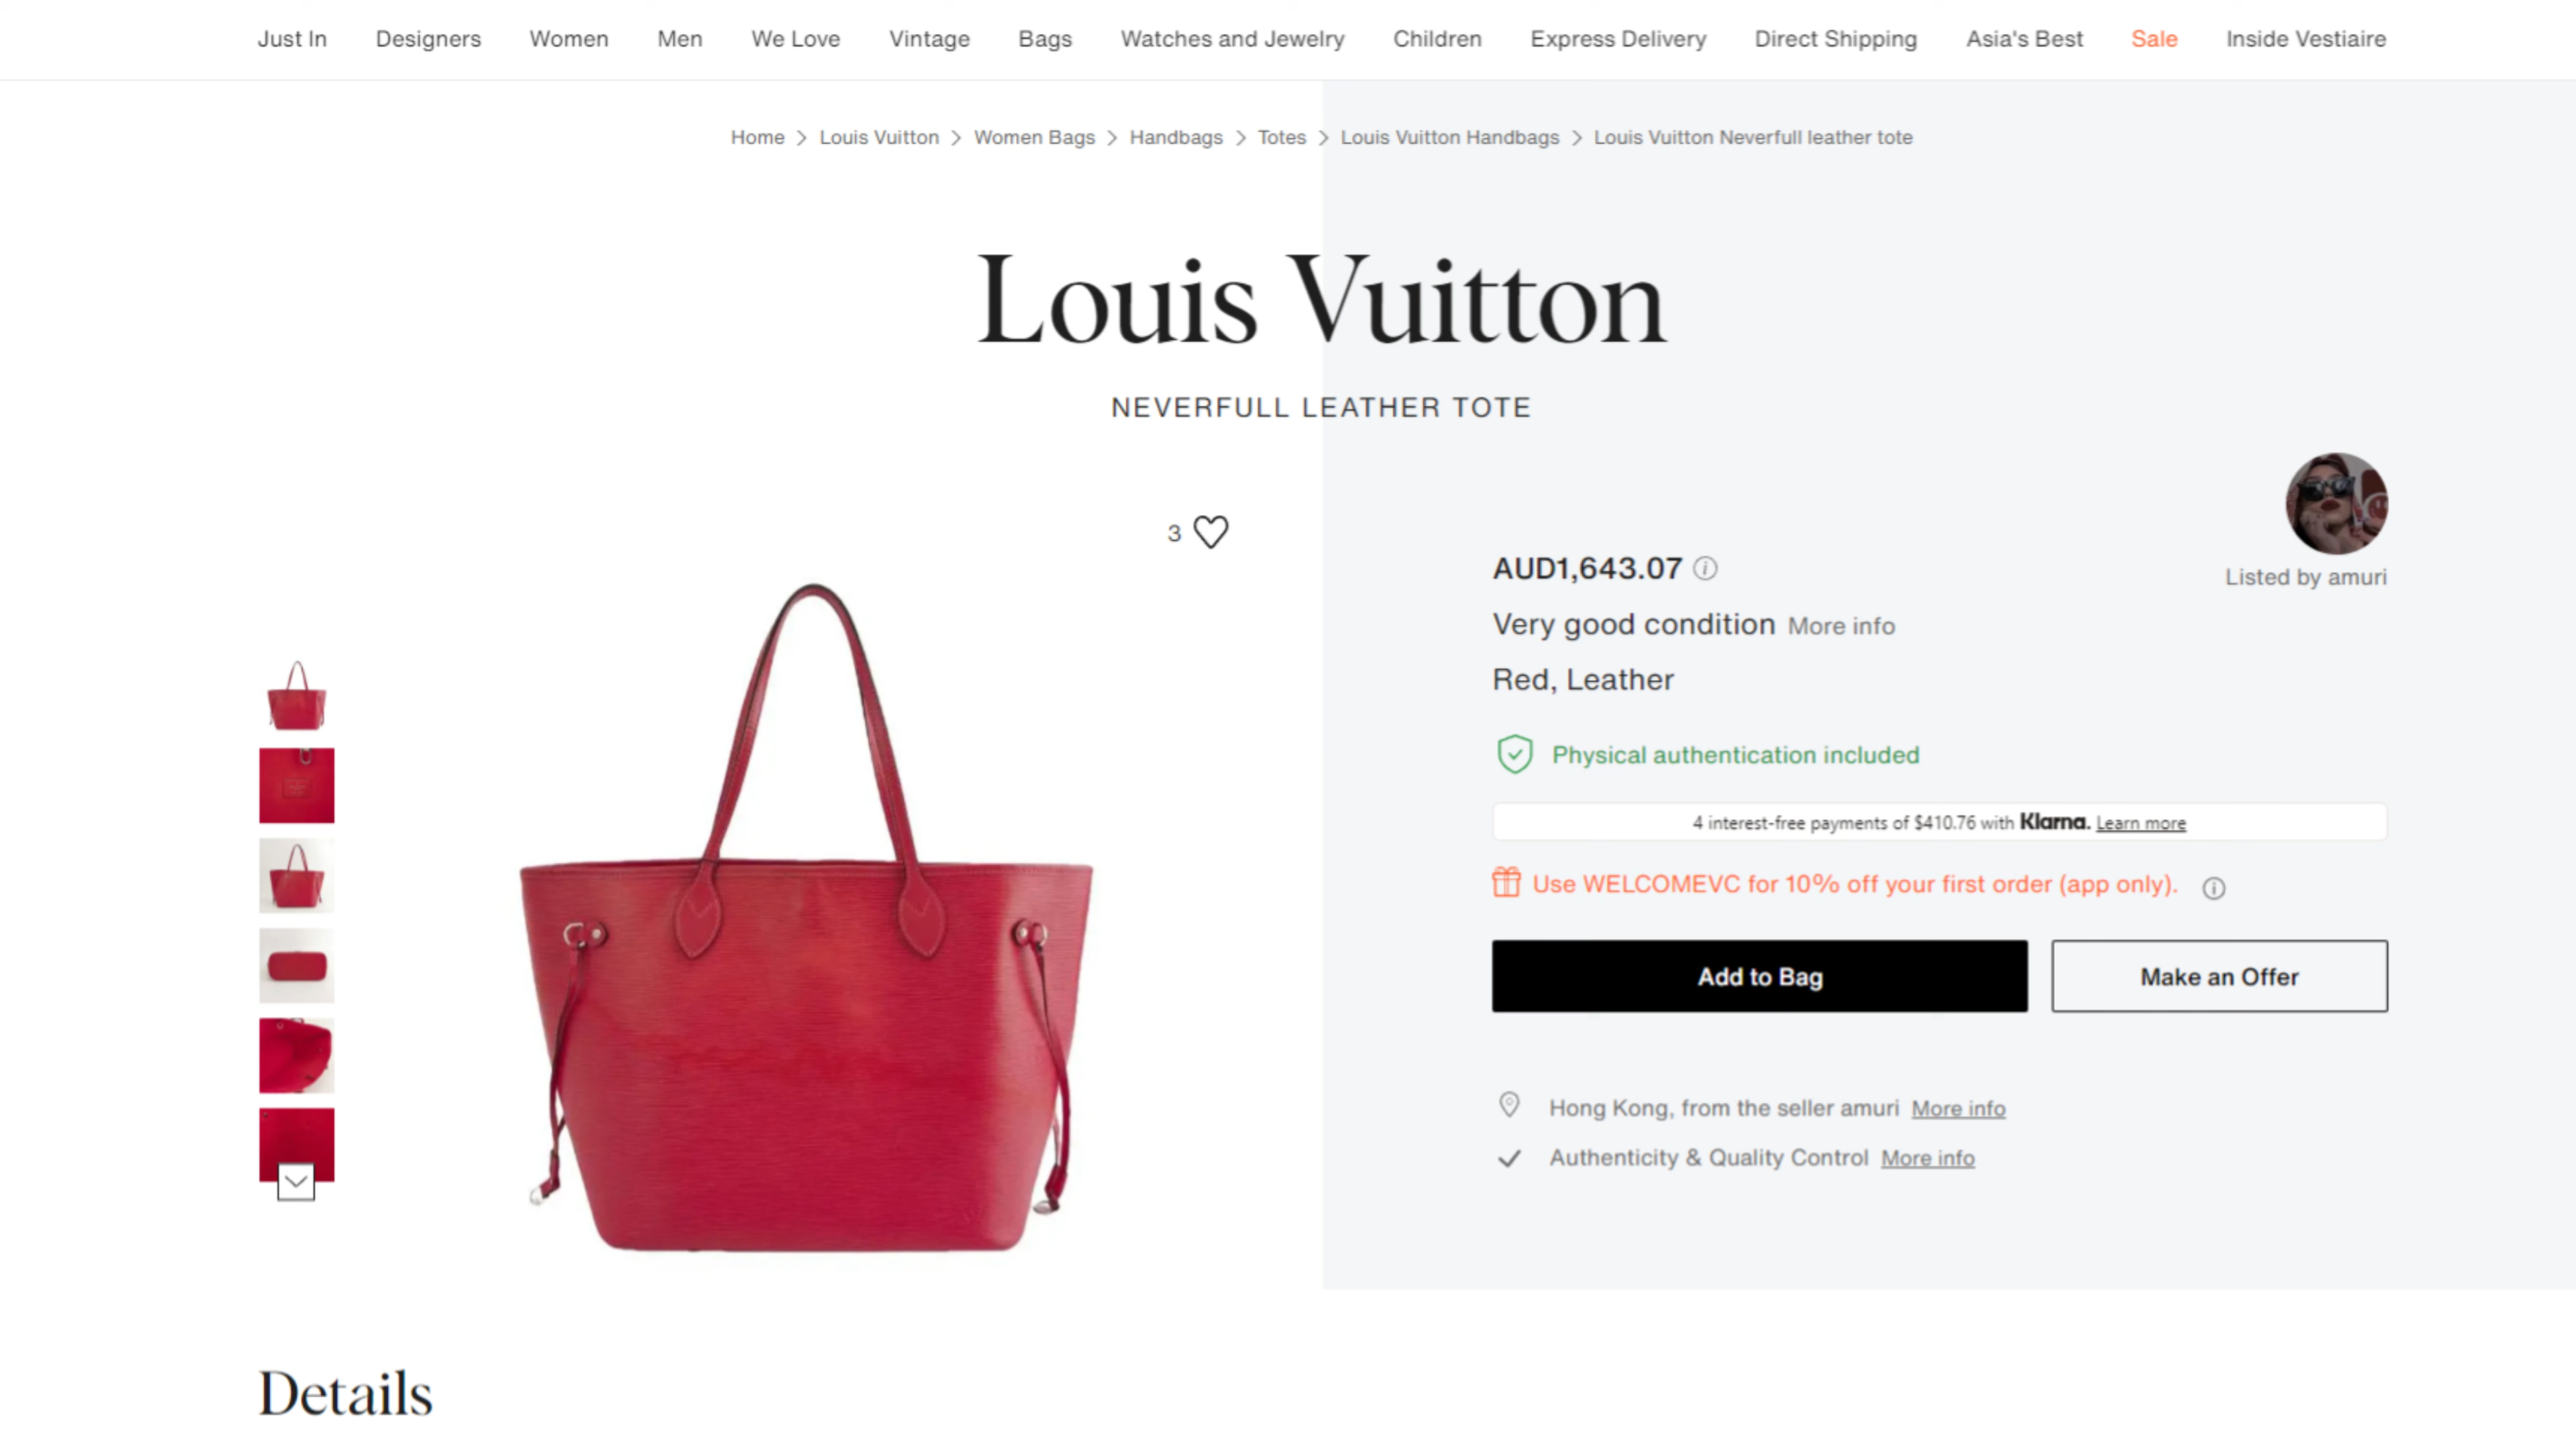 Just In Designers Women Men We Love Vintage Bags Watches and Jewelry Children Express Delivery Direct Shipping Asia's Best Sale Inside Vestiaire
Home > Louis Vuitton > Women Bags > Handbags > Totes > Louis Vuitton Handbags > Louis Vuitton Neverfull leather tote
Louis Vuitton
NEVERFULL LEATHER TOTE
3
Listed by amuri
AUD1,643.07
Very good condition More info
Red, Leather
Physical authentication included
4 interest-free payments of $410.76 with Klarna. Learn more
Use WELCOMEVC for 10% off your first order (app only).
Add to Bag
Make an Offer
Hong Kong, from the seller amuri More info
Authenticity & Quality Control More info
Details